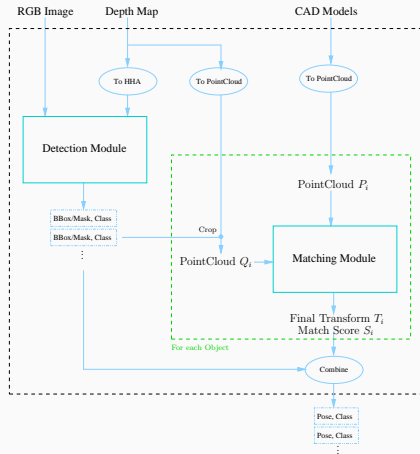 RGB Image
Depth Map
CAD Models
To HHA
To PointCloud
To PointCloud
Detection Module
PointCloud P_i
BBox/Mask, Class
BBox/Mask, Class
⋮
Crop
PointCloud Q_i
Matching Module
Final Transform T_i
Match Score S_i
For each Object
Combine
Pose, Class
Pose, Class
⋮